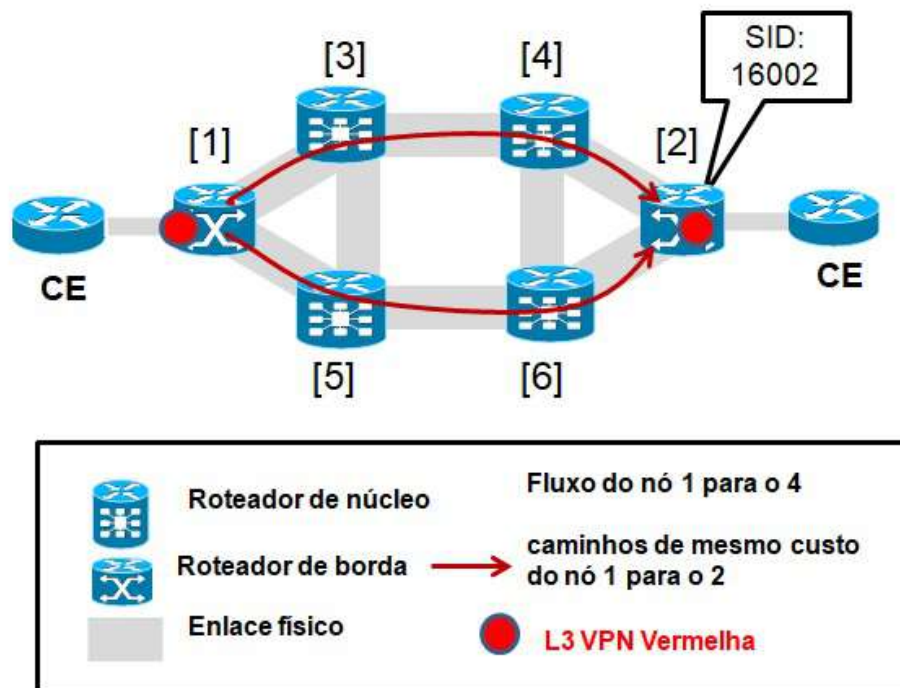 SID:
16002
[3]
[4]
[1]
[2]
CE
CE
[5]
[6]
Roteador de núcleo
Fluxo do nó 1 para o 4
Roteador de borda
caminhos de mesmo custo
do nó 1 para o 2
Enlace físico
L3 VPN Vermelha